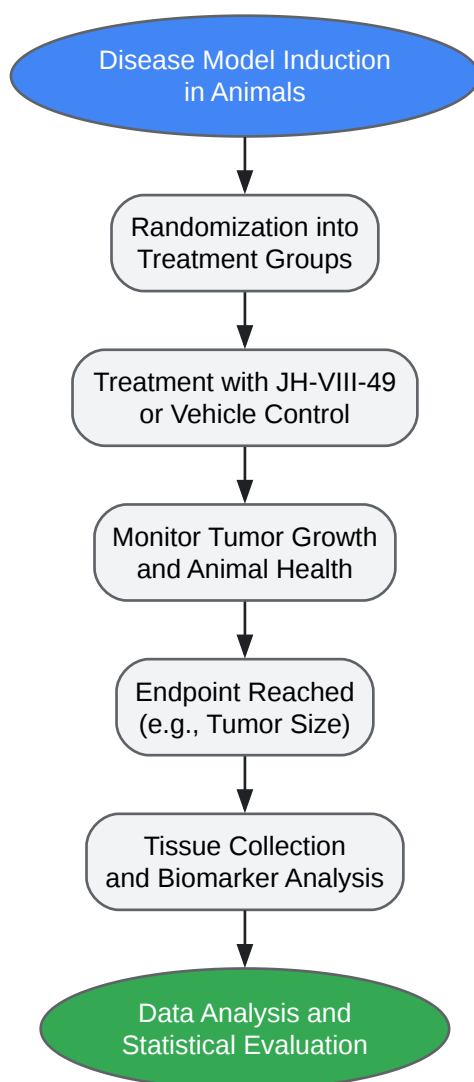 Disease Model Induction
in Animals
Randomization into
Treatment Groups
Treatment with JH-VIII-49
or Vehicle Control
Monitor Tumor Growth
and Animal Health
Endpoint Reached
(e.g., Tumor Size)
Tissue Collection
and Biomarker Analysis
Data Analysis and
Statistical Evaluation